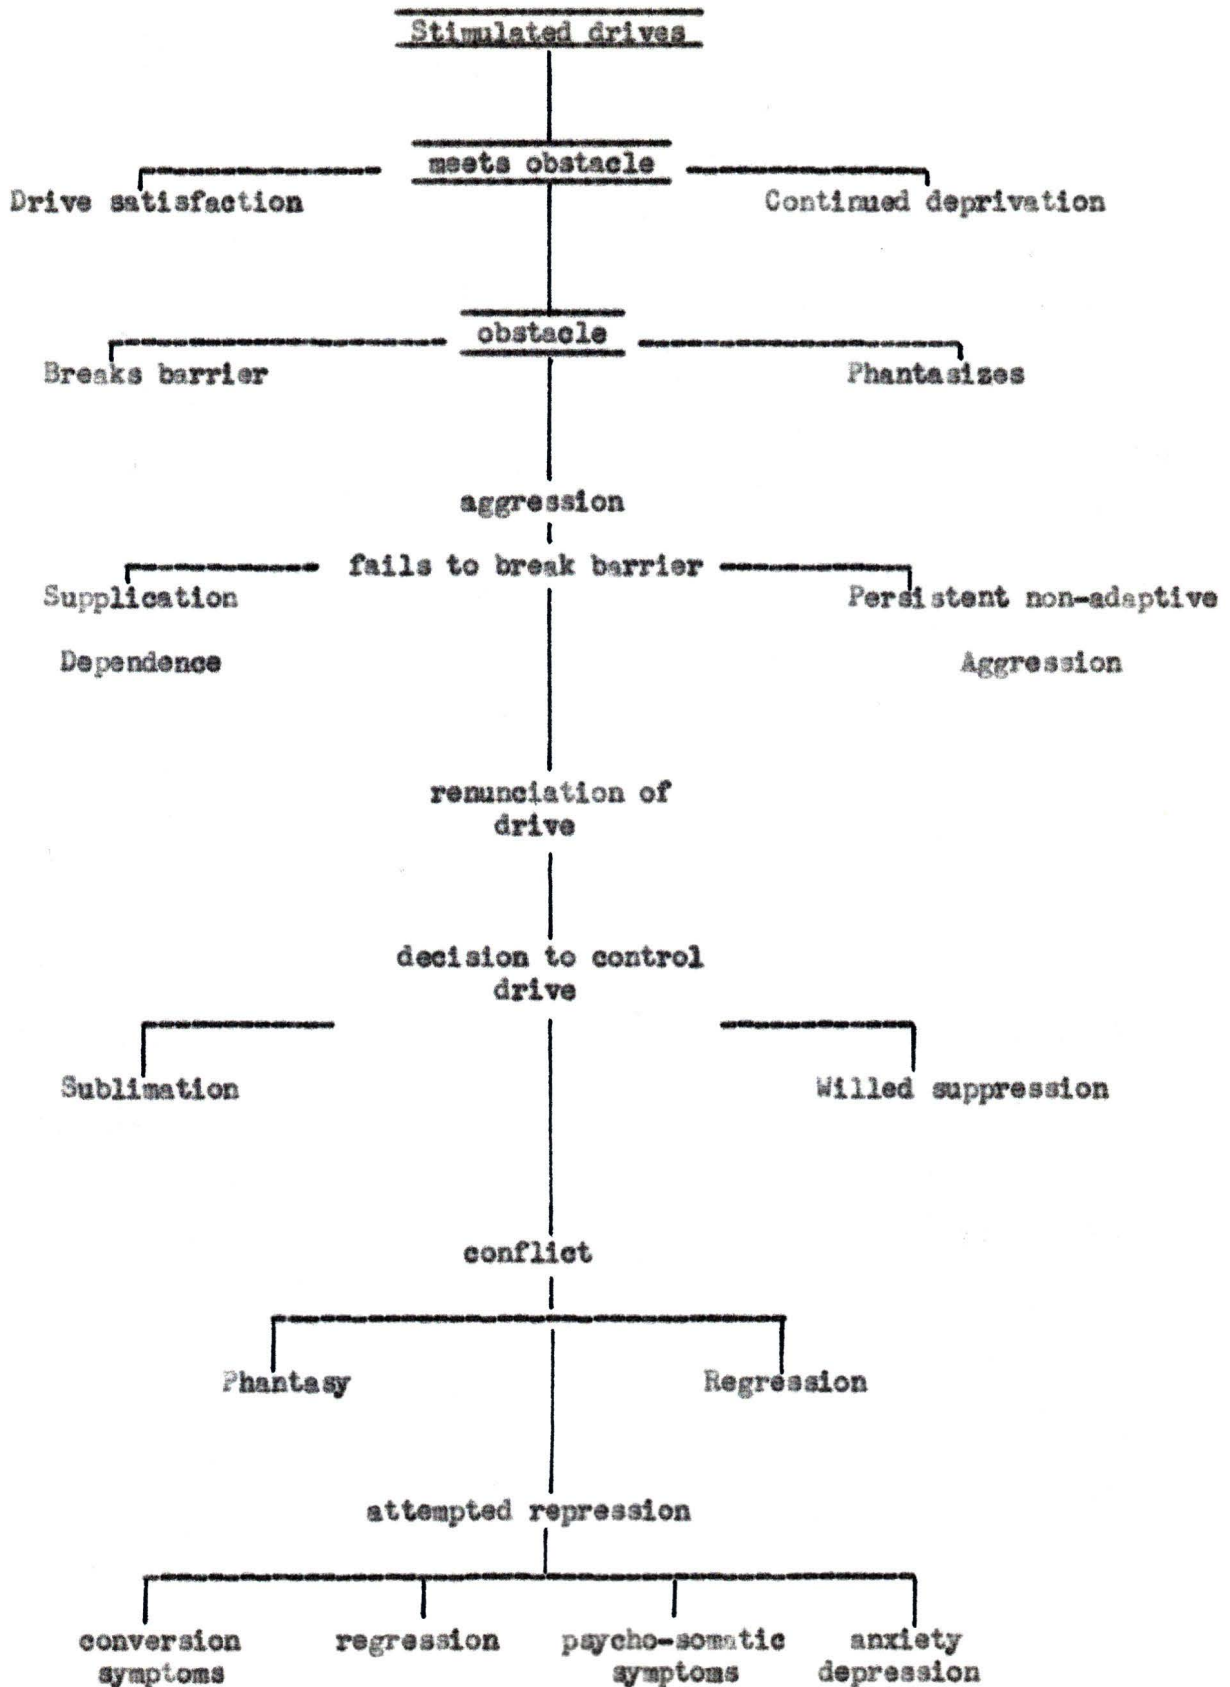 Stimulated drives
meets obstacle
Drive satisfaction
Continued deprivation
obstacle
Breaks barrier
Phantasizes
aggression
fails to break barrier
Supplication
Persistent non-adaptive
Dependence
Aggression
renunciation of
drive
decision to control
drive
Sublimation
Willed suppression
conflict
Phantasy
Regression
attempted repression
conversion
symptoms
regression
psycho-somatic
symptoms
anxiety
depression